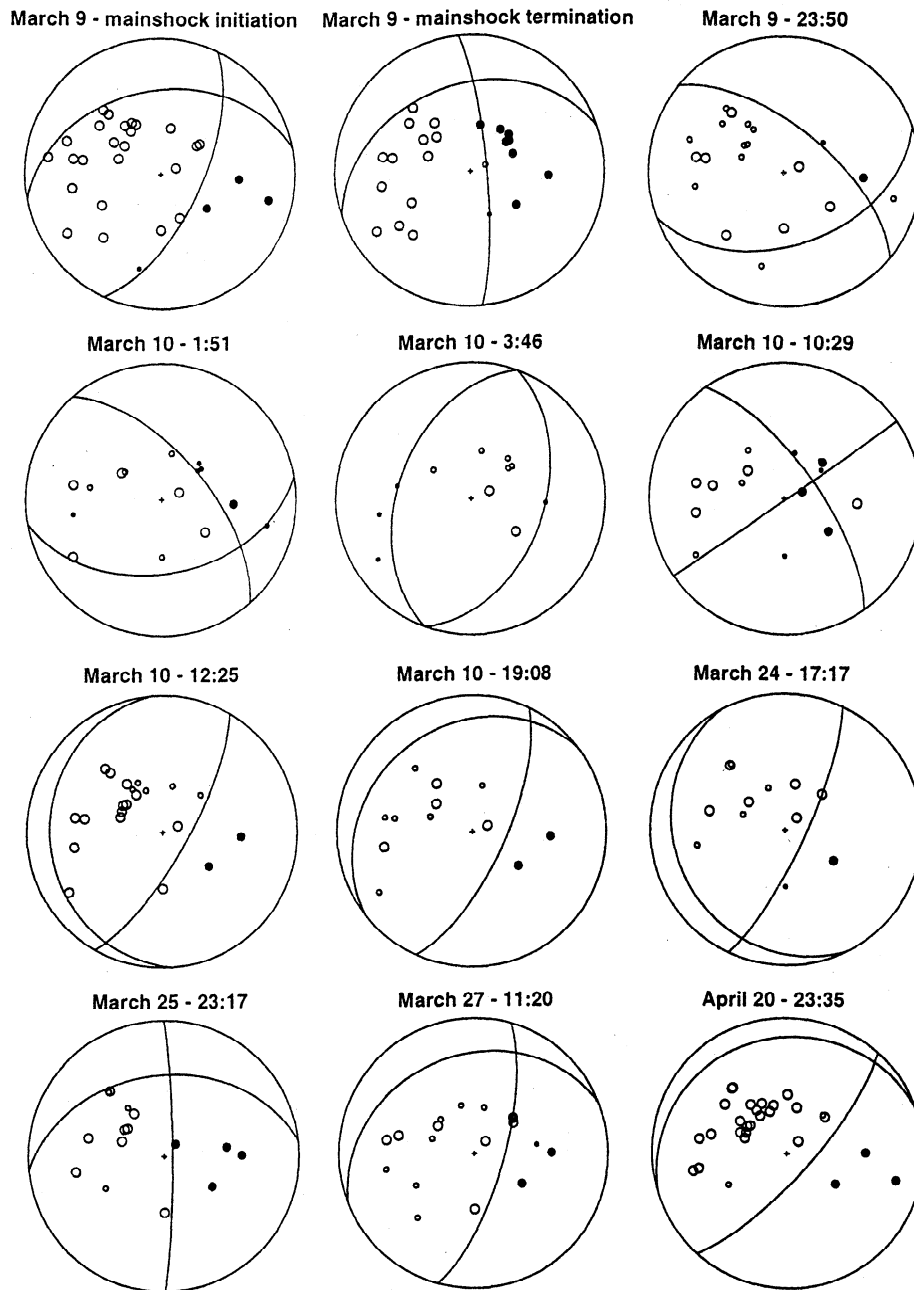 March 9 - mainshock initiation
March 9 - mainshock termination
March 9 - 23:50
March 10 - 1:51
March 10 - 3:46
March 10 - 10:29
March 10 - 12:25
March 10 - 19:08
March 24 - 17:17
March 25 - 23:17
March 27 - 11:20
April 20 - 23:35